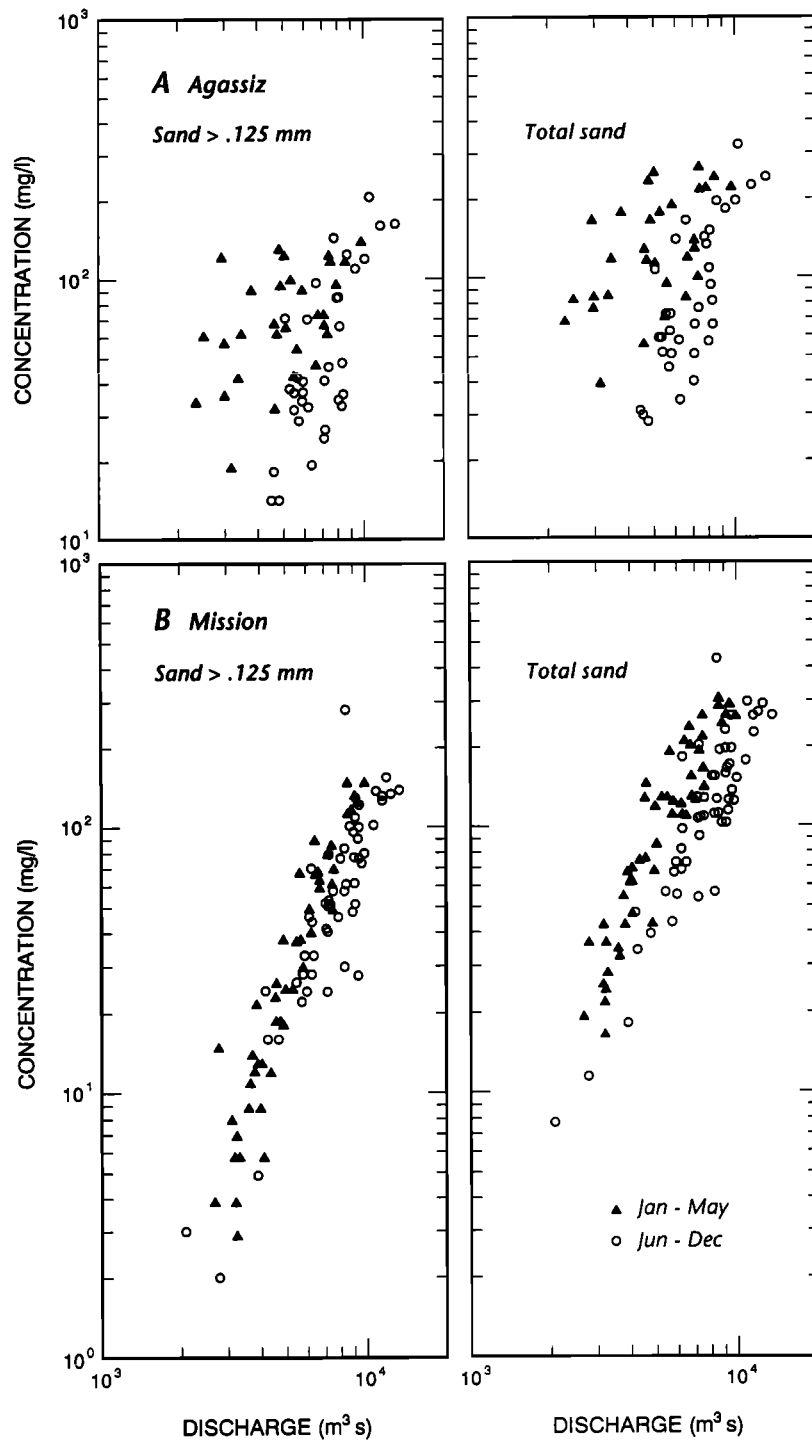 10³
A Agassiz
Sand > .125 mm
Total sand
CONCENTRATION (mg/l)
10²
10¹
10³
B Mission
Sand > .125 mm
Total sand
10²
CONCENTRATION (mg/l)
10¹
Jan - May
Jun - Dec
10⁰
10³
10⁴
10³
10⁴
DISCHARGE (m³ s)
DISCHARGE (m³ s)